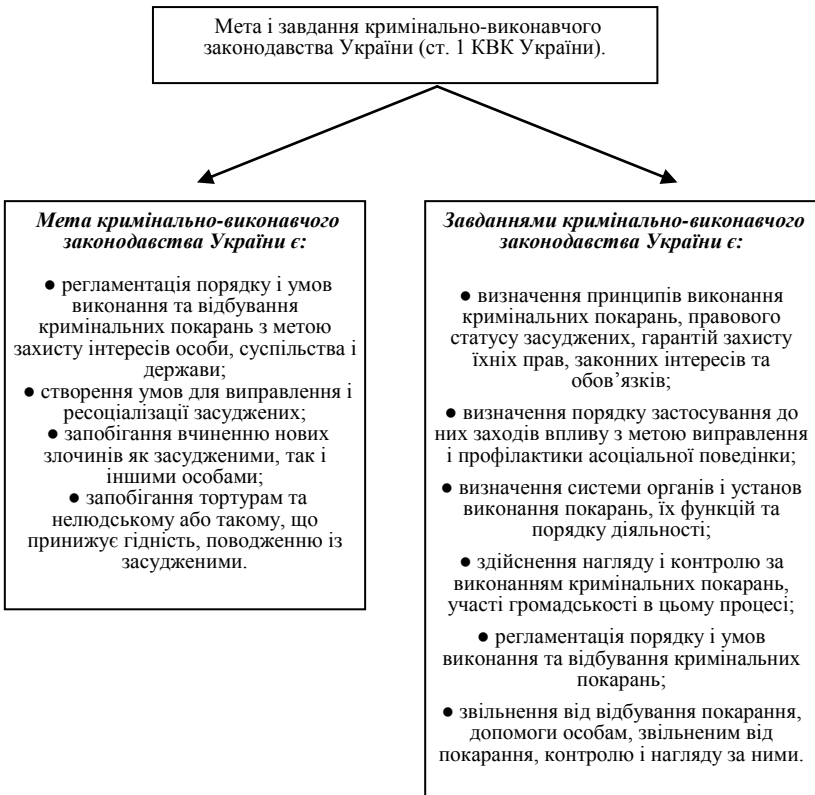 Мета і завдання кримінально-виконавчого
законодавства України (ст. 1 КВК України).
Мета кримінально-виконавчого
законодавства України є:
● регламентація порядку і умов
виконання та відбування
кримінальних покарань з метою
захисту інтересів особи, суспільства і
держави;
● створення умов для виправлення і
ресоціалізації засуджених;
● запобігання вчиненню нових
злочинів як засудженими, так і
іншими особами;
● запобігання тортурам та
нелюдському або такому, що
принижує гідність, поводженню із
засудженими.
Завданнями кримінально-виконавчого
законодавства України є:
● визначення принципів виконання
кримінальних покарань, правового
статусу засуджених, гарантій захисту
їхніх прав, законних інтересів та
обов’язків;
● визначення порядку застосування до
них заходів впливу з метою виправлення
і профілактики асоціальної поведінки;
● визначення системи органів і установ
виконання покарань, їх функцій та
порядку діяльності;
● здійснення нагляду і контролю за
виконанням кримінальних покарань,
участі громадськості в цьому процесі;
● регламентація порядку і умов
виконання та відбування кримінальних
покарань;
● звільнення від відбування покарання,
допомоги особам, звільненим від
покарання, контролю і нагляду за ними.